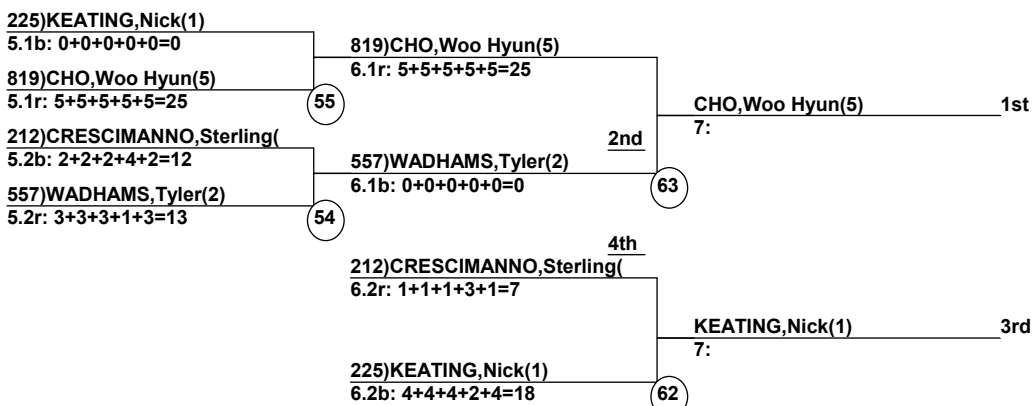 225)KEATING,Nick(1)
5.1b: 0+0+0+0+0=0
819)CHO,Woo Hyun(5)
5.1r: 5+5+5+5+5=25
55
212)CRESCIMANNO,Sterling(
5.2b: 2+2+2+4+2=12
557)WADHAMS,Tyler(2)
5.2r: 3+3+3+1+3=13
54
819)CHO,Woo Hyun(5)
6.1r: 5+5+5+5+5=25
2nd
557)WADHAMS,Tyler(2)
6.1b: 0+0+0+0+0=0
63
CHO,Woo Hyun(5) 1st
7:
4th
212)CRESCIMANNO,Sterling(
6.2r: 1+1+1+3+1=7
225)KEATING,Nick(1)
6.2b: 4+4+4+2+4=18
62
KEATING,Nick(1) 3rd
7: